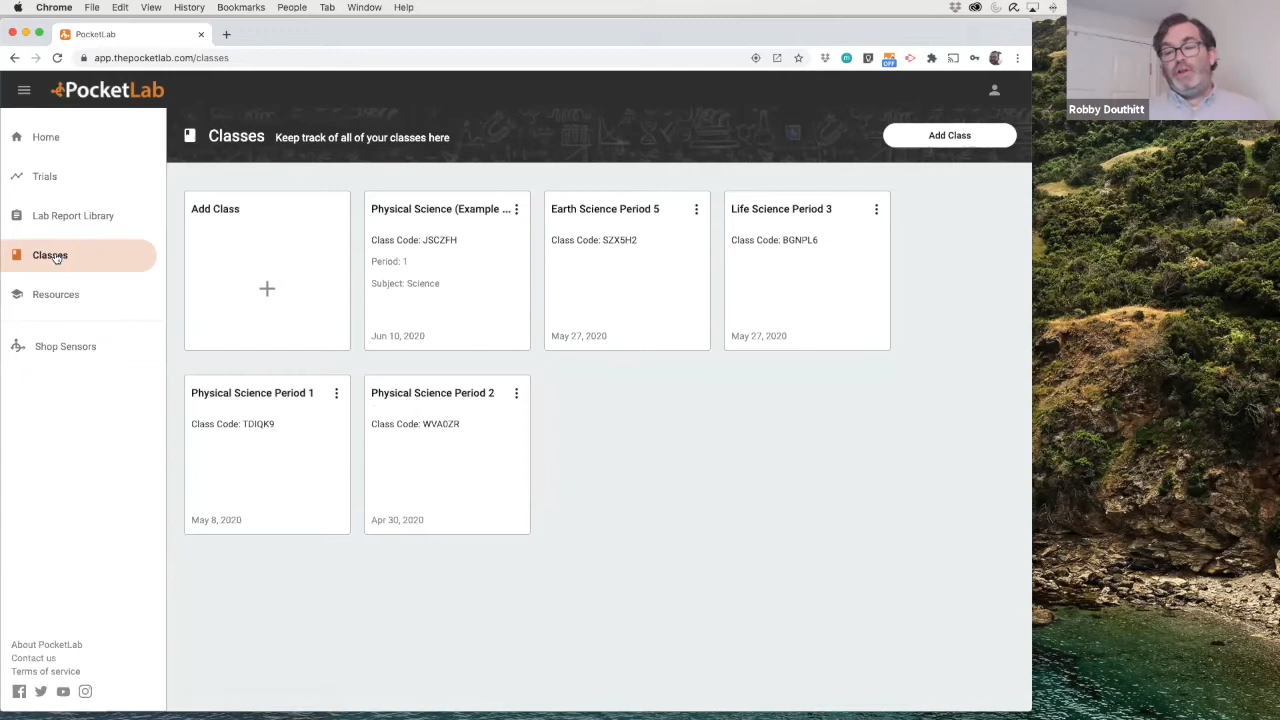 Chrome File Edit View History Bookmarks People Tab Window Help
PocketLab
app.thepocketlab.com/classes
OFF
PocketLab
Robby Douthitt
Home
Trials
Lab Report Library
Classes
Resources
Shop Sensors
About PocketLab
Contact us
Terms of service
Classes Keep track of all of your classes here
Add Class
Add Class
Physical Science (Example ...
Class Code: JSCZFH
Period: 1
Subject: Science
Jun 10, 2020
Earth Science Period 5
Class Code: SZX5H2
May 27, 2020
Life Science Period 3
Class Code: BGNPL6
May 27, 2020
Physical Science Period 1
Class Code: TDIQK9
May 8, 2020
Physical Science Period 2
Class Code: WVA0ZR
Apr 30, 2020